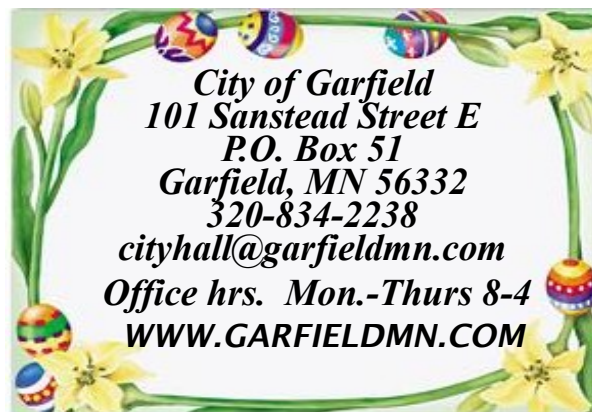 City of Garfield
101 Sanstead Street E
P.O. Box 51
Garfield, MN 56332
320-834-2238
cityhall@garfieldmn.com
Office hrs.  Mon.-Thurs 8-4
WWW.GARFIELDMN.COM